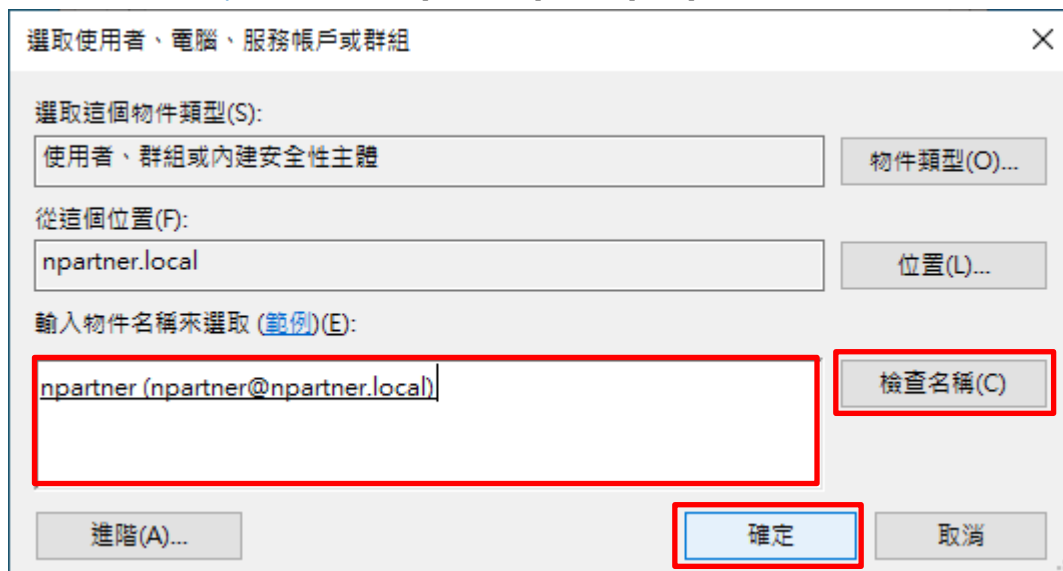 選取使用者、電腦、服務帳戶或群組
選取這個物件類型(S):
使用者、群組或內建安全性主體
物件類型(O)...
從這個位置(F):
npartner.local
位置(L)...
輸入物件名稱來選取 (範例)(E):
npartner (npartner@npartner.local)
檢查名稱(C)
進階(A)...
確定
取消